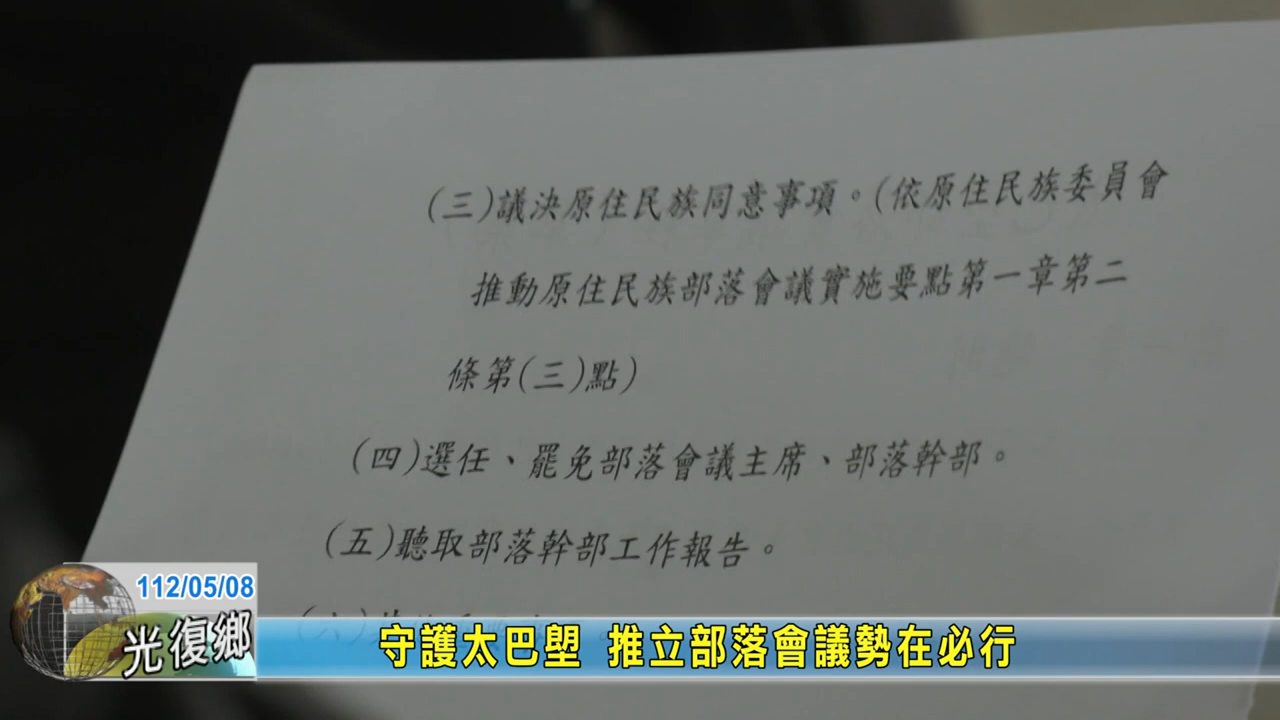 (三)議決原住民族同意事項。(依原住民族委員會
推動原住民族部落會議實施要點第一章第二
條第(三)點)
(四)選任、罷免部落會議主席、部落幹部。
(五)聽取部落幹部工作報告。
(六)
112/05/08
光復鄉
守護太巴塱 推立部落會議勢在必行